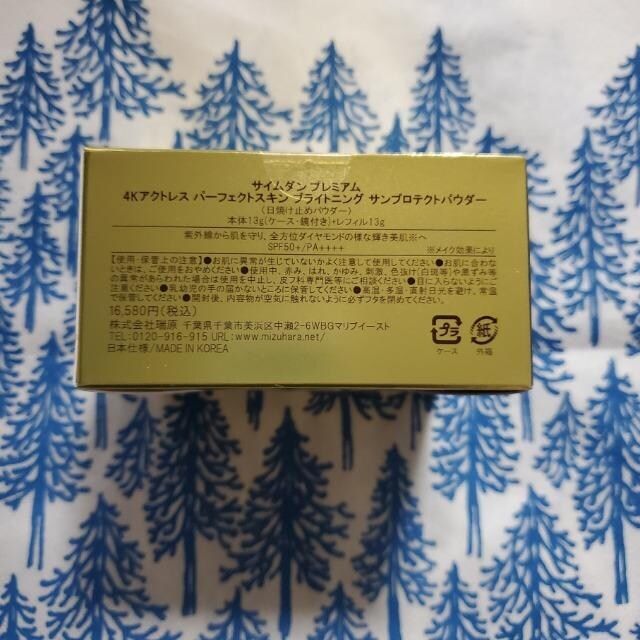 サイムダン プレミアム
4Kアクトレス パーフェクトスキン ブライトニング サンプロテクトパウダー
(日焼け止めパウダー)
本体13g(ケース・鏡付き)+レフィル13g
紫外線から肌を守り、全方位ダイヤモンドの様な輝き美肌※へ
SPF50+/PA++++
※メイク効果により
【使用・保管上の注意】●お肌に異常が生じていないかよく注意して使用してください●お肌に合わ
ないときは、ご使用をおやめください●使用中、赤み、はれ、かゆみ、刺激、色抜け(白斑等)や黒ずみ等
の異常があらわれた場合は使用を中止し、皮フ科専門医等にご相談ください●目に入らないようにご
注意ください●乳幼児の手の届かないところに保管してください●高温・多湿・直射日光を避け、常温
で保管してください●開封後、内容物が空気に触れないように必ずフタを閉めてください。
16,580円(税込)
株式会社瑞原 千葉県千葉市美浜区中瀬2-6WBGマリブイースト
TEL:0120-916-915 URL:www.mizuhara.net/
日本仕様/MADE IN KOREA
プラ
ケース
紙
外箱